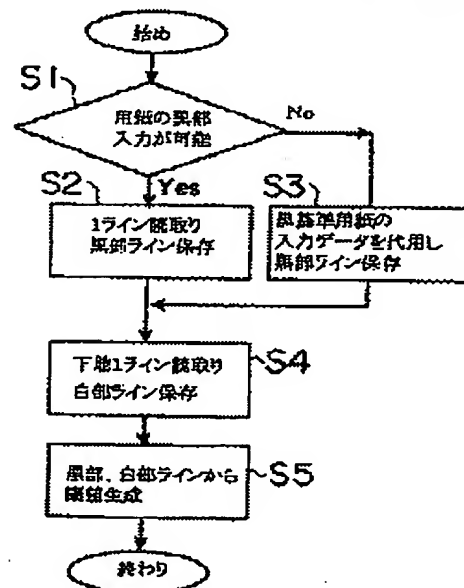 始め
S1
用紙の黒部
入力が可能
No
Yes
S2
1ライン読取り
黒部ライン保存
S3
黒基準用紙の
入力データを代用し
黒部ライン保存
S4
下地1ライン読取り
白部ライン保存
S5
黒部、白部ラインから
生成
終わり